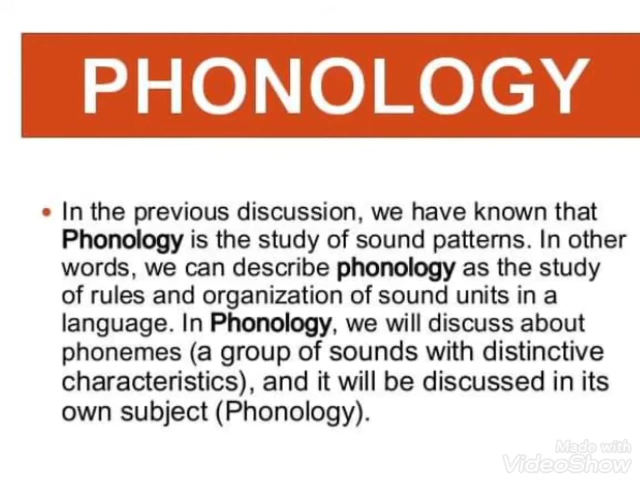 PHONOLOGY
• In the previous discussion, we have known that
Phonology is the study of sound patterns. In other
words, we can describe phonology as the study
of rules and organization of sound units in a
language. In Phonology, we will discuss about
phonemes (a group of sounds with distinctive
characteristics), and it will be discussed in its
own subject (Phonology).
Made with
VideoShow